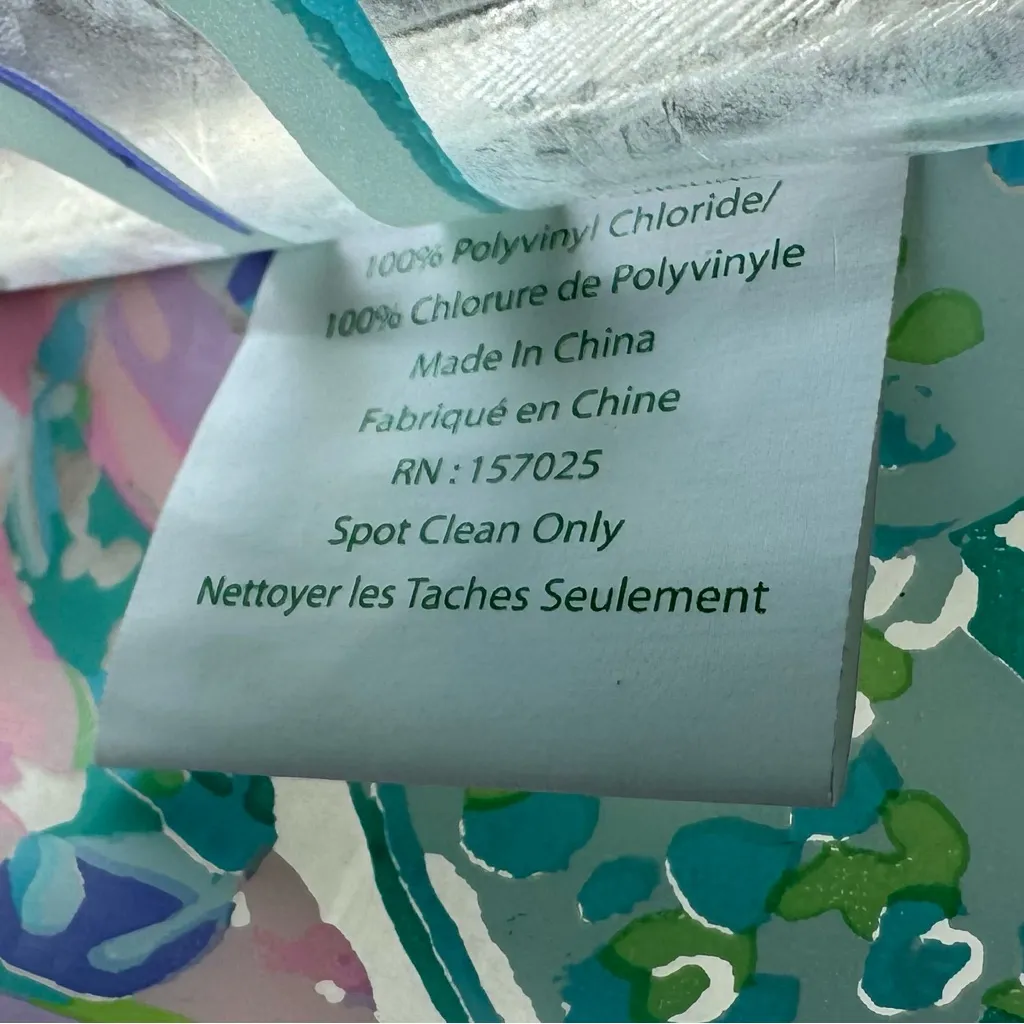 100% Polyvinyl Chloride/
100% Chlorure de Polyvinyle
Made In China
Fabriqué en Chine
RN : 157025
Spot Clean Only
Nettoyer les Taches Seulement